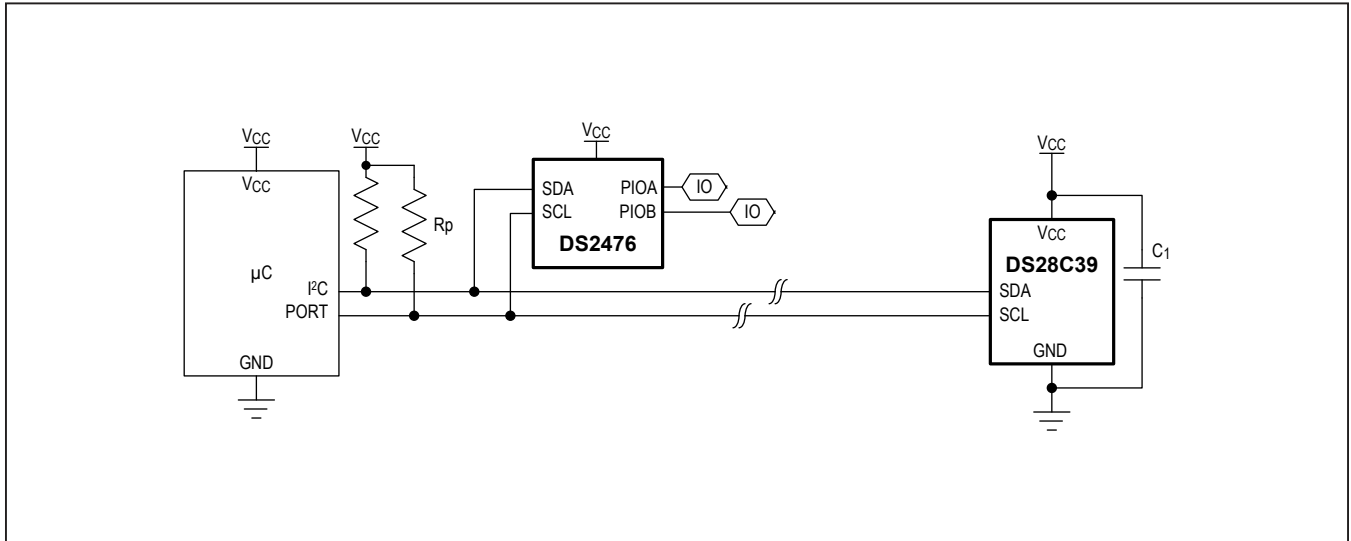 VCC
VCC
VCC
VCC
VCC
SDA
PIOA
IO
SCL
PIOB
IO
Rp
DS2476
VCC
DS28C39
C1
µC
I²C
PORT
SDA
SCL
GND
GND